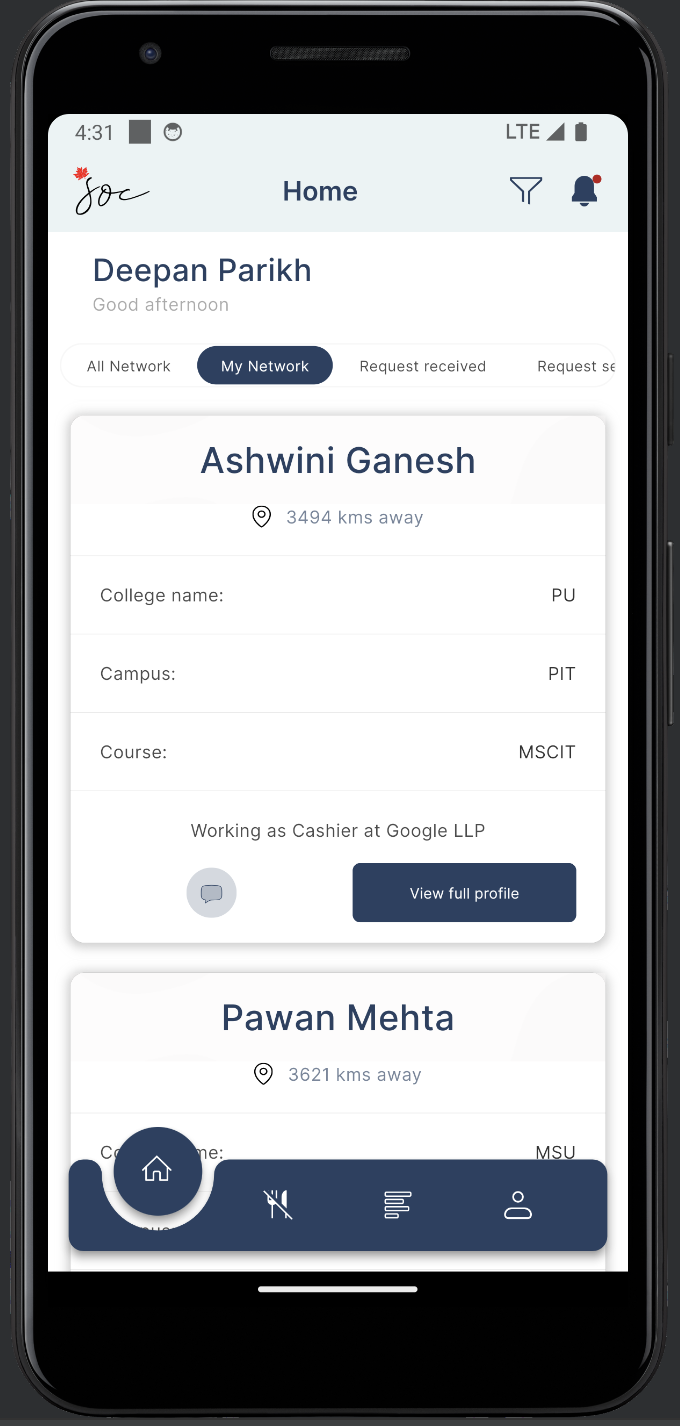 4:31 LTE
Soc
Home
Deepan Parikh
Good afternoon
All Network My Network Request received Request se
Ashwini Ganesh
3494 kms away
College name: PU
Campus: PIT
Course: MSCIT
Working as Cashier at Google LLP
View full profile
Pawan Mehta
3621 kms away
Co me: MSU